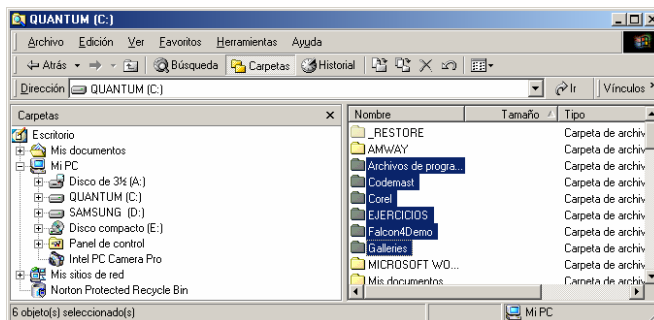 QUANTUM (C:)
Archivo Edición Ver Favoritos Herramientas Ayuda
Atrás Búsqueda Carpetas Historial
Dirección QUANTUM (C:) Ir Vínculos
Carpetas Nombre Tamaño Tipo
Escritorio
Mis documentos
Mi PC
Disco de 3½ (A:)
QUANTUM (C:)
SAMSUNG (D:)
Disco compacto (E:)
Panel de control
Intel PC Camera Pro
Mis sitios de red
Norton Protected Recycle Bin
_RESTORE Carpeta de archiv
AMWAY Carpeta de archiv
Archivos de progra... Carpeta de archiv
Codemast Carpeta de archiv
Corel Carpeta de archiv
EJERCICIOS Carpeta de archiv
Falcon4Demo Carpeta de archiv
Galleries Carpeta de archiv
MICROSOFT WO... Carpeta de archiv
Mis documentos Carpeta de archiv
6 objeto(s) seleccionado(s) Mi PC